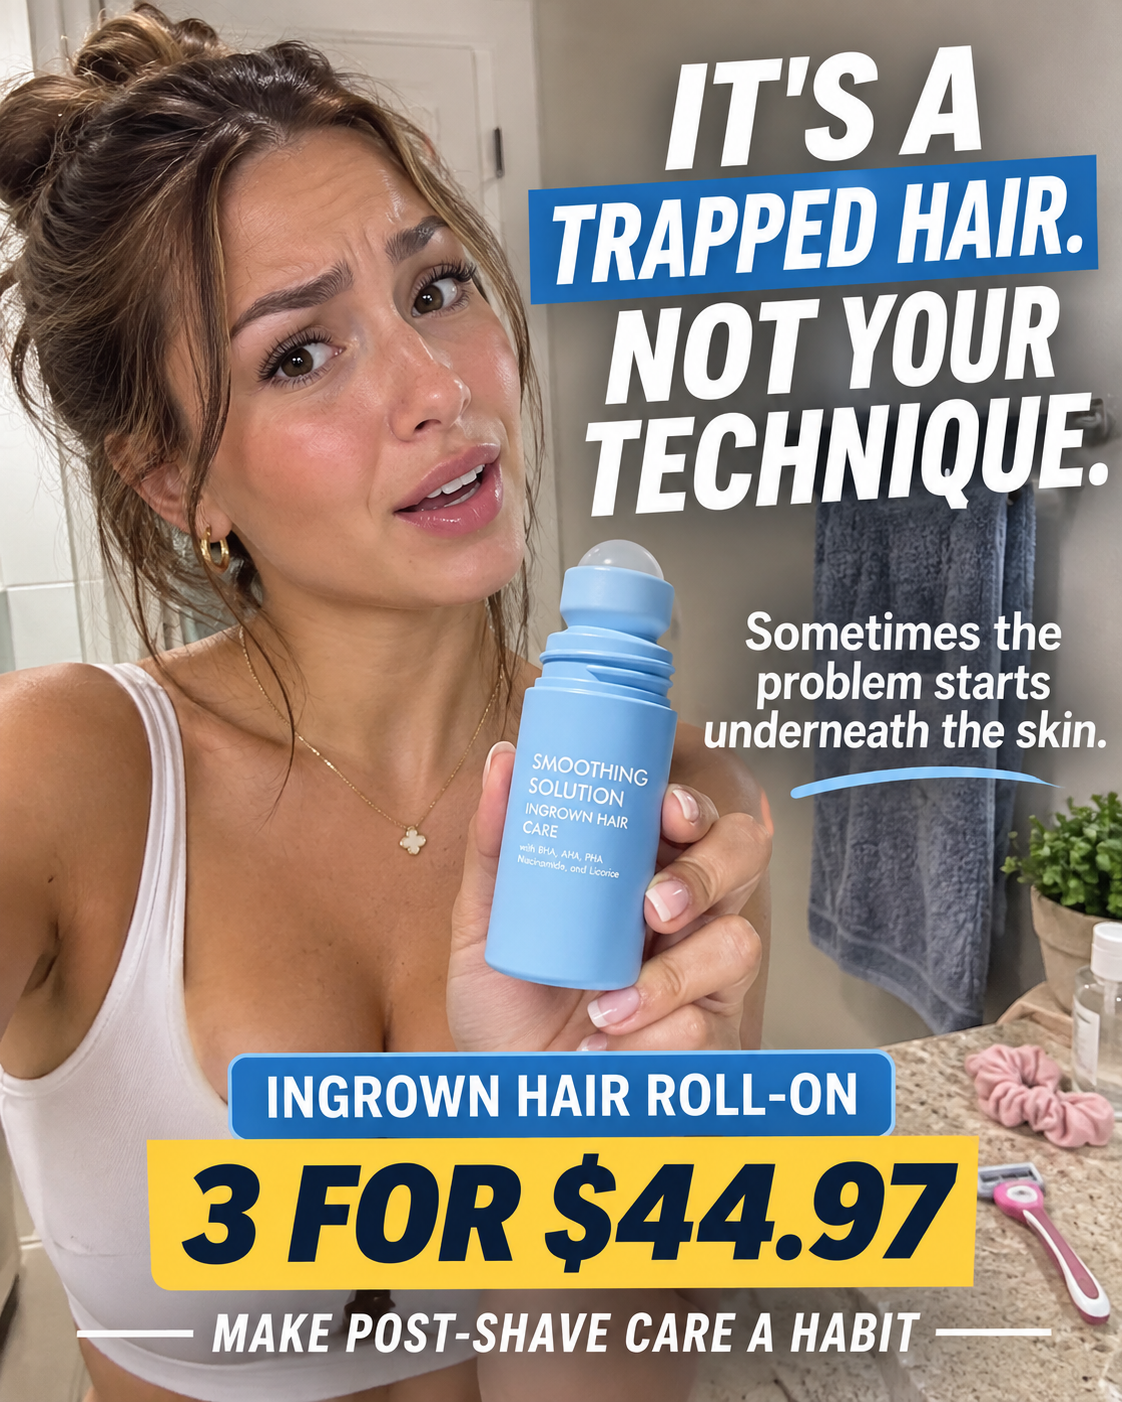 IT'S A
TRAPPED HAIR.
NOT YOUR
TECHNIQUE.
Sometimes the
problem starts
underneath the skin.
SMOOTHING
SOLUTION
INGROWN HAIR
CARE
with BHA, AHA, PHA
Niacinamide, and Licorice
INGROWN HAIR ROLL-ON
3 FOR $44.97
MAKE POST-SHAVE CARE A HABIT